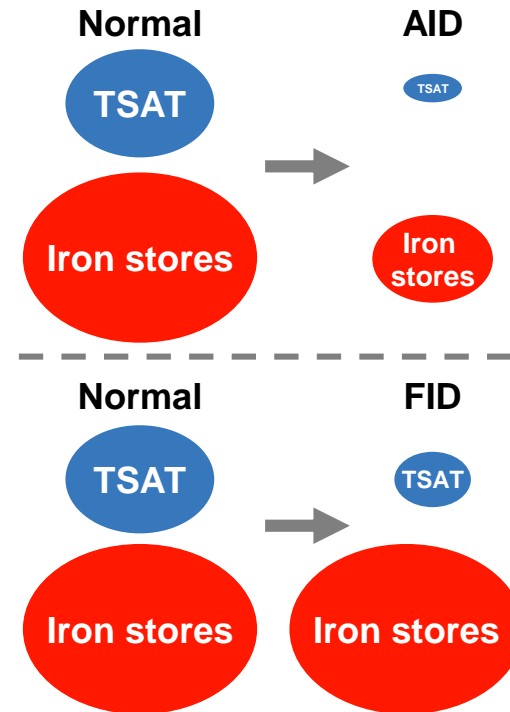 Normal
AID
TSAT
TSAT
Iron stores
Iron
stores
Normal
FID
TSAT
TSAT
Iron stores
Iron stores